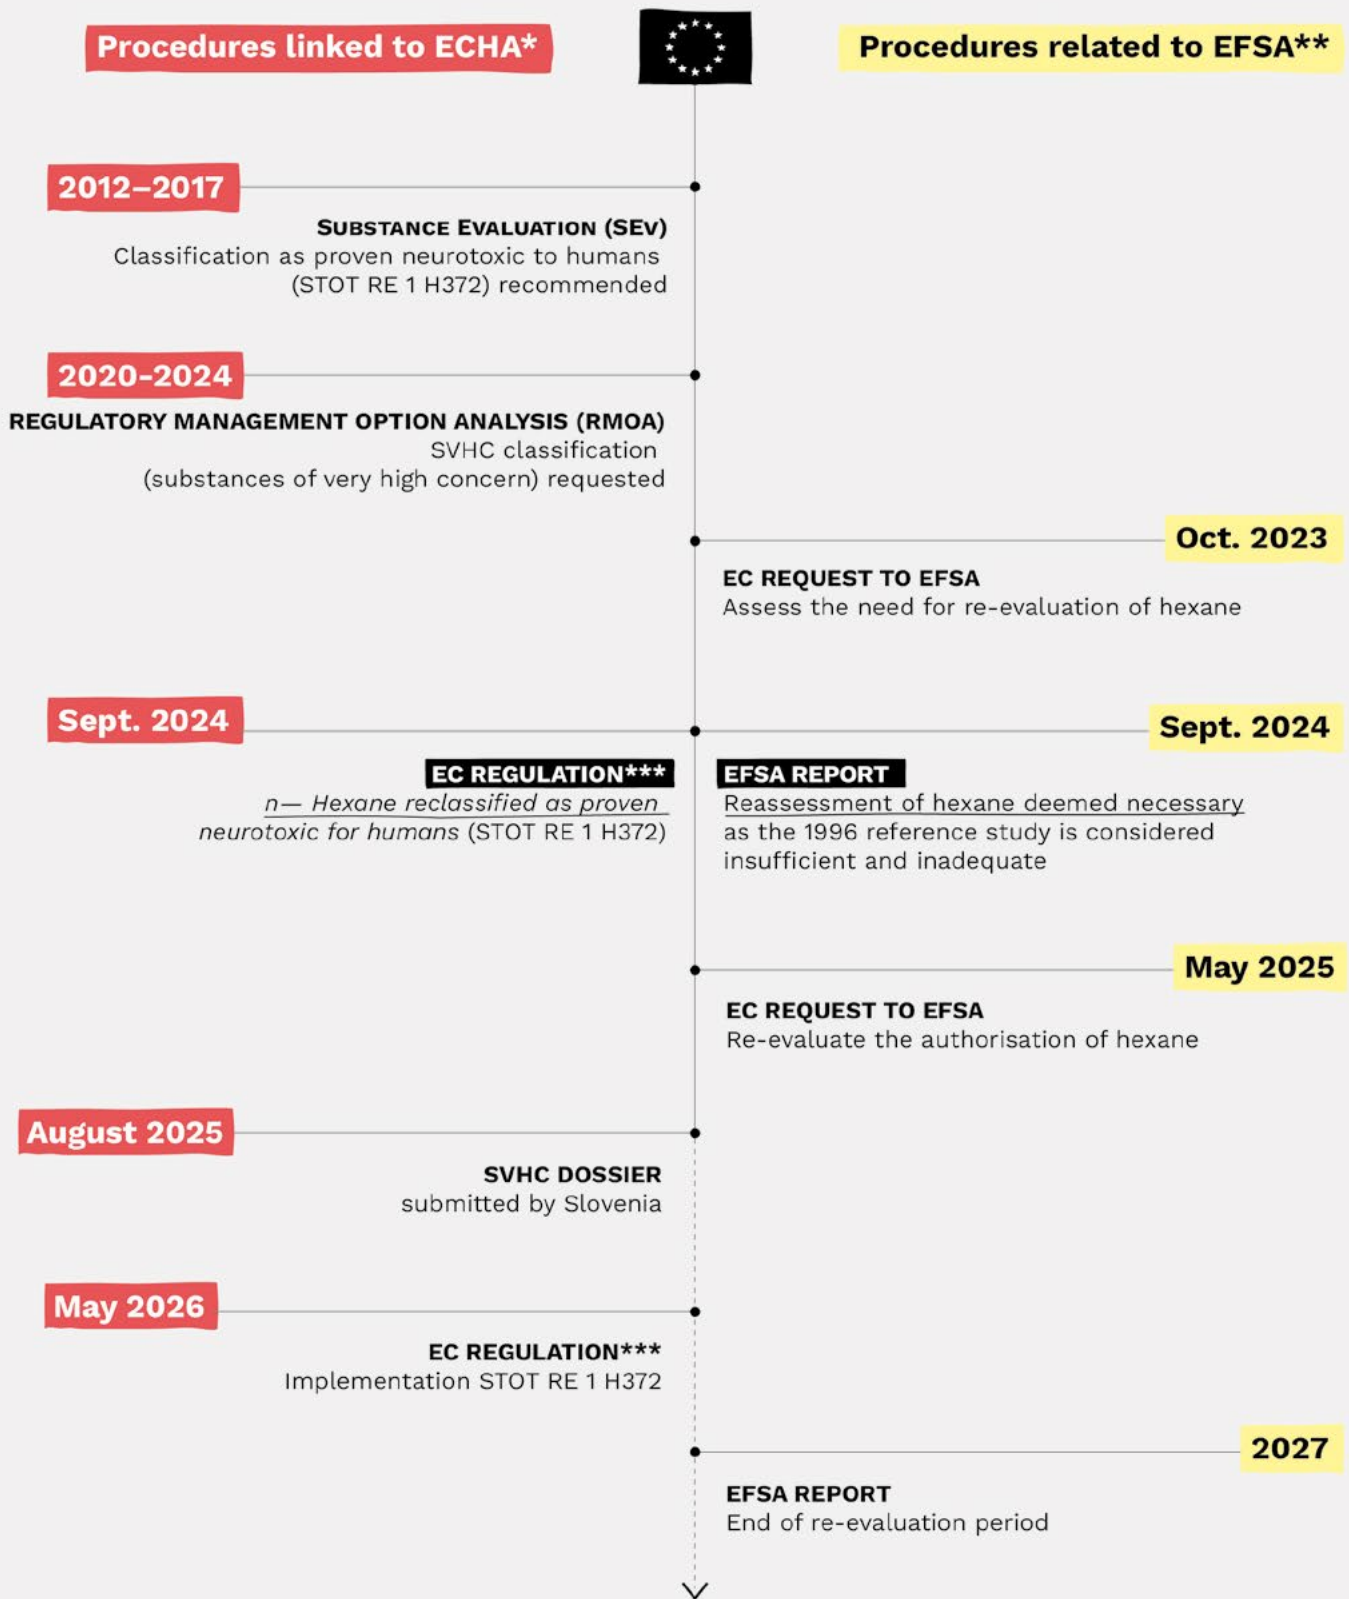 Procedures linked to ECHA*
Procedures related to EFSA**
2012–2017
SUBSTANCE EVALUATION (SEV)
Classification as proven neurotoxic to humans
(STOT RE 1 H372) recommended
2020-2024
REGULATORY MANAGEMENT OPTION ANALYSIS (RMOA)
SVHC classification
(substances of very high concern) requested
Oct. 2023
EC REQUEST TO EFSA
Assess the need for re-evaluation of hexane
Sept. 2024
EC REGULATION***
n— Hexane reclassified as proven
neurotoxic for humans (STOT RE 1 H372)
Sept. 2024
EFSA REPORT
Reassessment of hexane deemed necessary
as the 1996 reference study is considered
insufficient and inadequate
May 2025
EC REQUEST TO EFSA
Re-evaluate the authorisation of hexane
August 2025
SVHC DOSSIER
submitted by Slovenia
May 2026
EC REGULATION***
Implementation STOT RE 1 H372
2027
EFSA REPORT
End of re-evaluation period